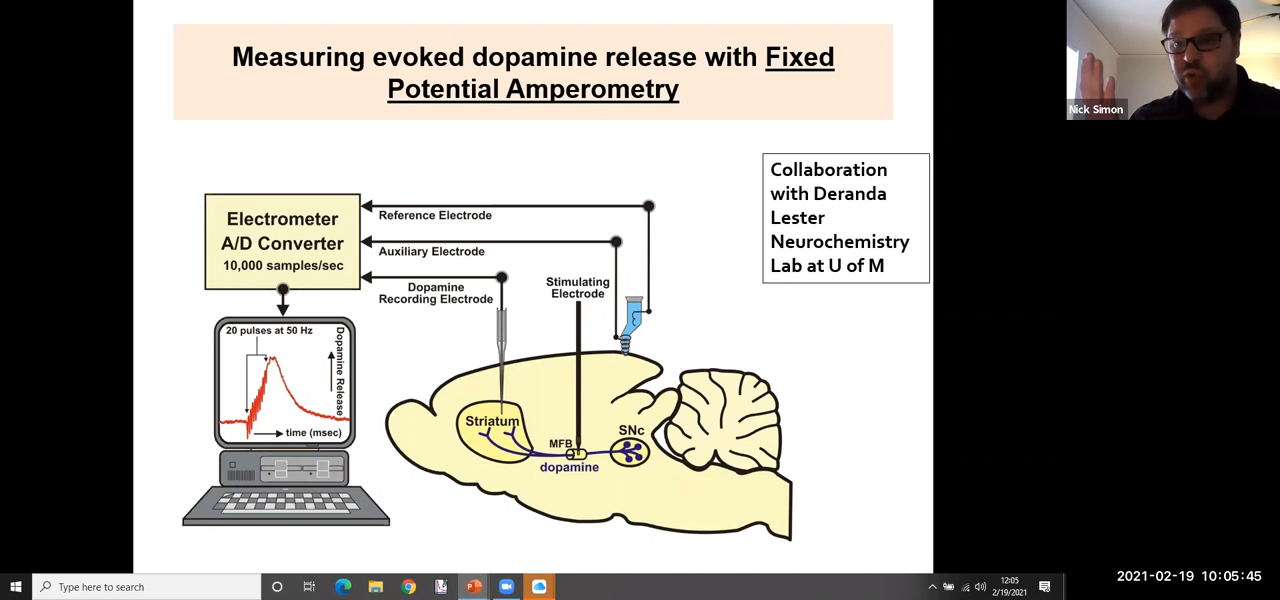 Measuring evoked dopamine release with Fixed
Potential Amperometry
Nick Simon
Collaboration
with Deranda
Lester
Neurochemistry
Lab at U of M
Electrometer
A/D Converter
10,000 samples/sec
Reference Electrode
Auxiliary Electrode
Dopamine
Recording Electrode
Stimulating
Electrode
20 pulses at 50 Hz
Dopamine Release
time (msec)
Striatum
MFB
SNc
dopamine
Type here to search
12:05
2/19/2021
2021-02-19 10:05:45